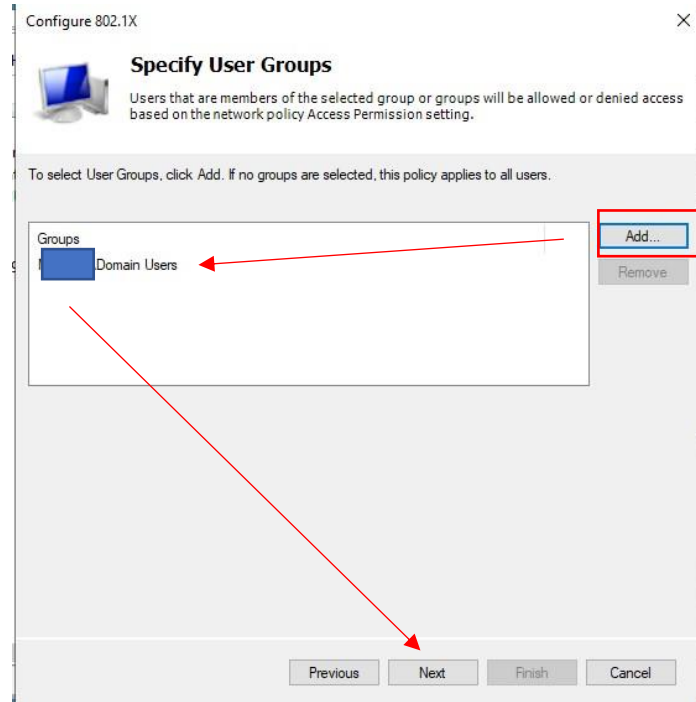 Configure 802.1X
Specify User Groups
Users that are members of the selected group or groups will be allowed or denied access
based on the network policy Access Permission setting.
To select User Groups, click Add. If no groups are selected, this policy applies to all users.
Groups
Add...
Domain Users
Remove
Previous Next Finish Cancel